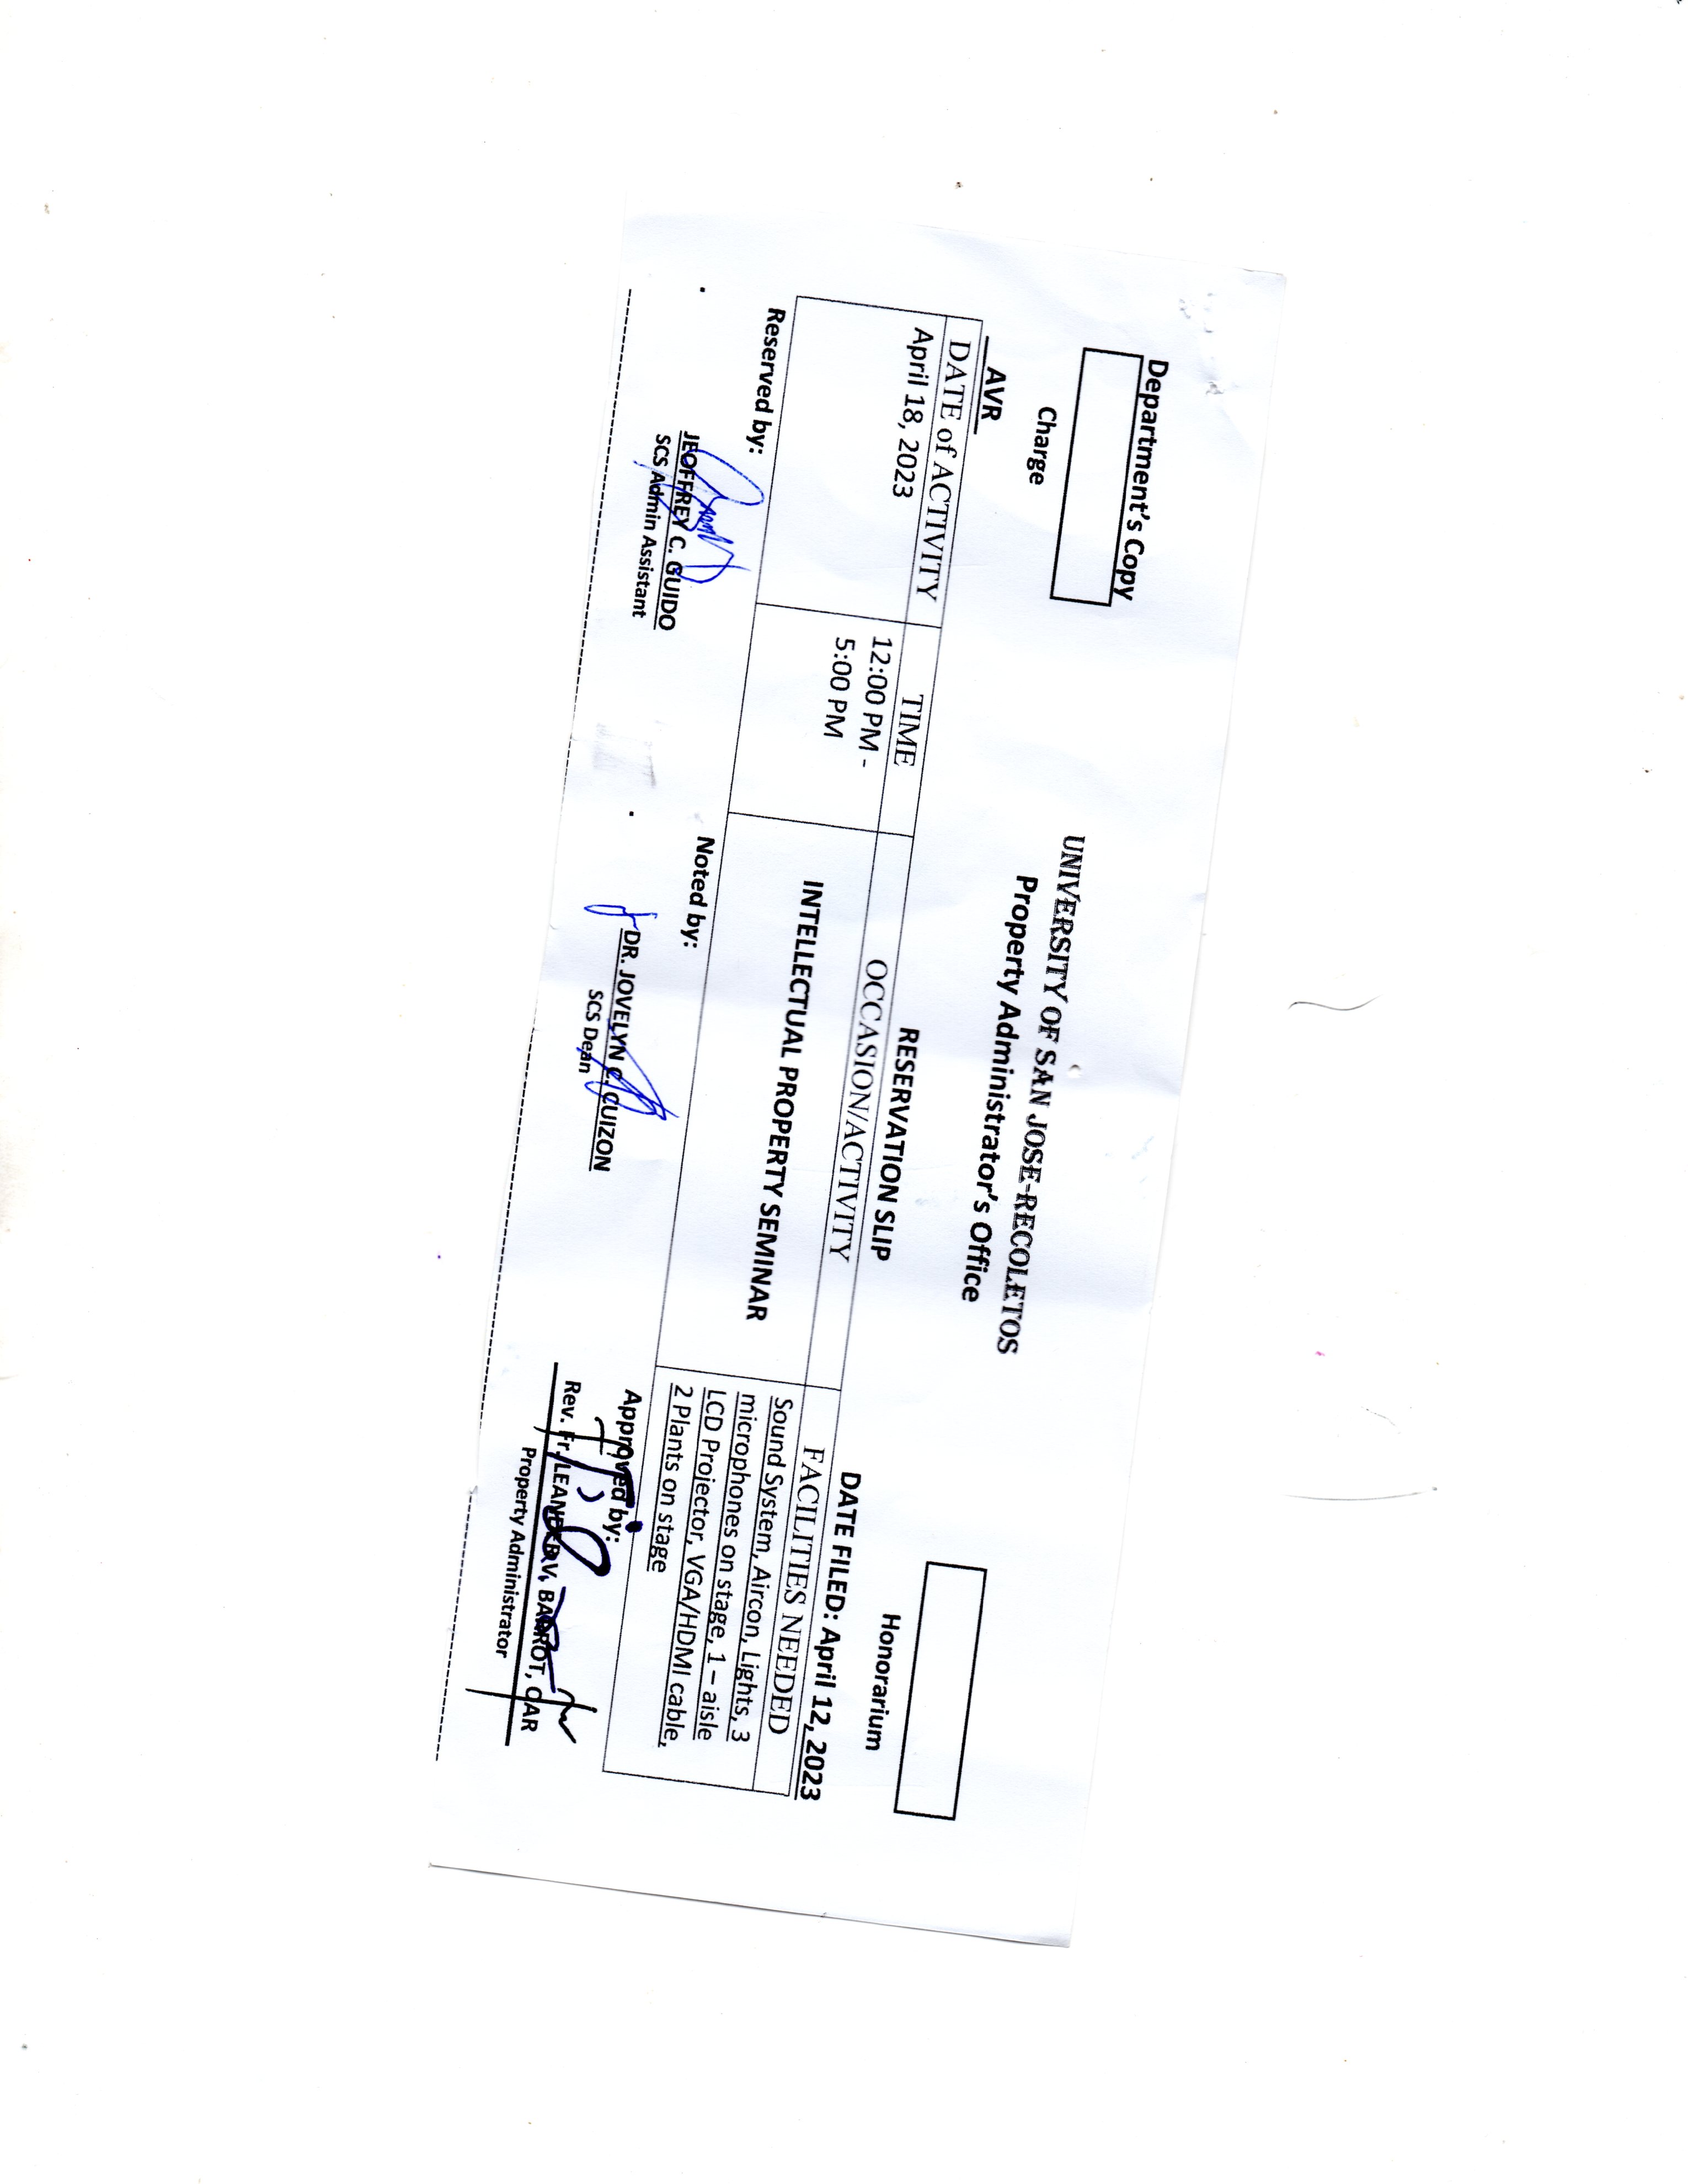 Department's Copy
UNIVERSITY OF SAN JOSE-RECOLETOS
Property Administrator's Office
Charge
Honorarium
RESERVATION SLIP
AVR
DATE FILED: April 12, 2023
DATE of ACTIVITY TIME OCCASION/ACTIVITY FACILITIES NEEDED
April 18, 2023
12:00 PM -
5:00 PM
INTELLECTUAL PROPERTY SEMINAR
Sound System, Aircon, Lights, 3
microphones on stage, 1 – aisle
LCD Projector, VGA/HDMI cable,
2 Plants on stage
Reserved by:
JEOFFREY C. GUIDO
SCS Admin Assistant
Noted by:
DR. JOVELYN C. CUIZON
SCS Dean
Approved by:
Rev. Fr. V. OAR
Property Administrator